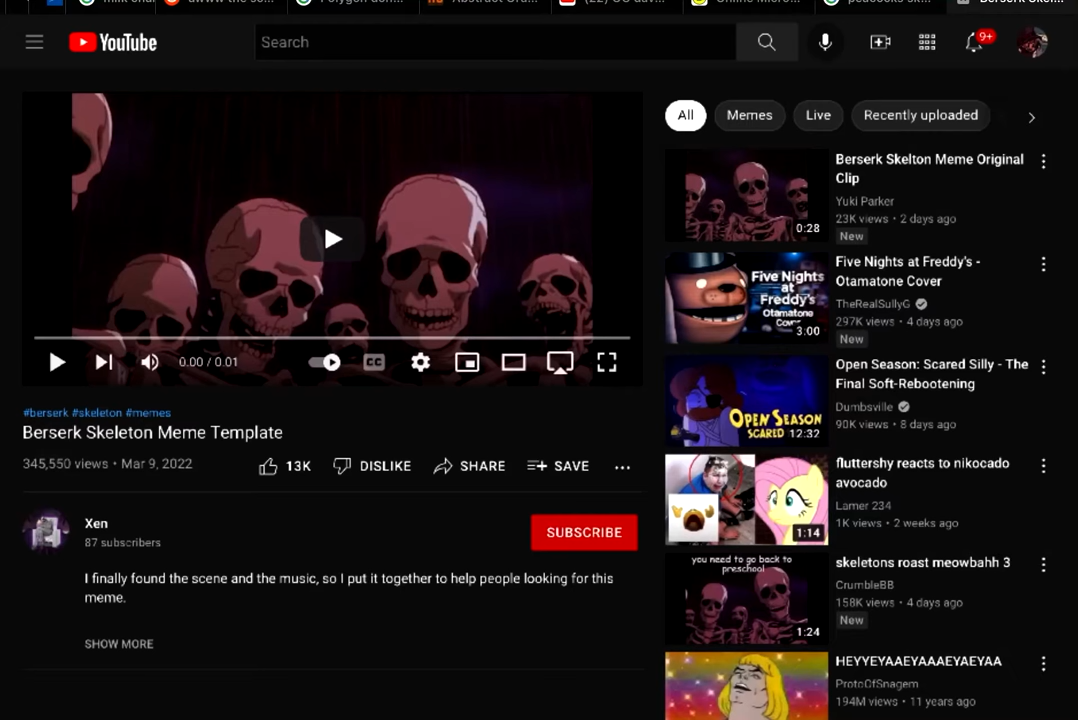 YouTube
Search
9+
All
Memes
Live
Recently uploaded
CC
0:00 / 0:01
#berserk #skeleton #memes
Berserk Skeleton Meme Template
345,550 views • Mar 9, 2022
13K
DISLIKE
SHARE
SAVE
Xen
87 subscribers
SUBSCRIBE
I finally found the scene and the music, so I put it together to help people looking for this
meme.
SHOW MORE
0:28
Berserk Skelton Meme Original
Clip
Yuki Parker
23K views • 2 days ago
New
Five Nights
at
Freddy's
Otamatone
Cover
3:00
Five Nights at Freddy's -
Otamatone Cover
TheRealSullyG
297K views • 4 days ago
New
OPEN SEASON
SCARED
12:32
Open Season: Scared Silly - The
Final Soft-Rebootening
Dumbsville
90K views • 8 days ago
1:14
fluttershy reacts to nikocado
avocado
Lamer 234
1K views • 2 weeks ago
you need to go back to
preschool
1:24
skeletons roast meowbahh 3
CrumbleBB
158K views • 4 days ago
New
HEYYEYAAEYAAAEYAEYAA
ProtoOfSnagem
194M views • 11 years ago